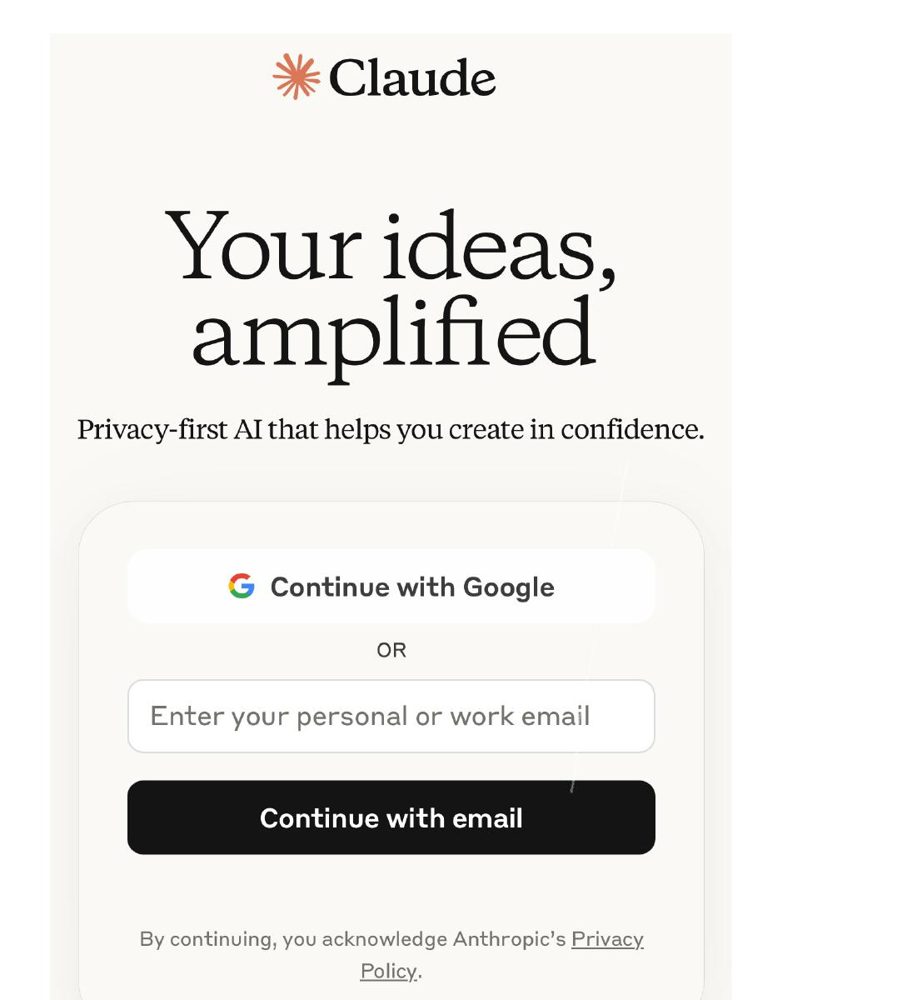 Claude
Your ideas,
amplified
Privacy-first AI that helps you create in confidence.
Continue with Google
OR
Enter your personal or work email
Continue with email
By continuing, you acknowledge Anthropic’s Privacy
Policy.